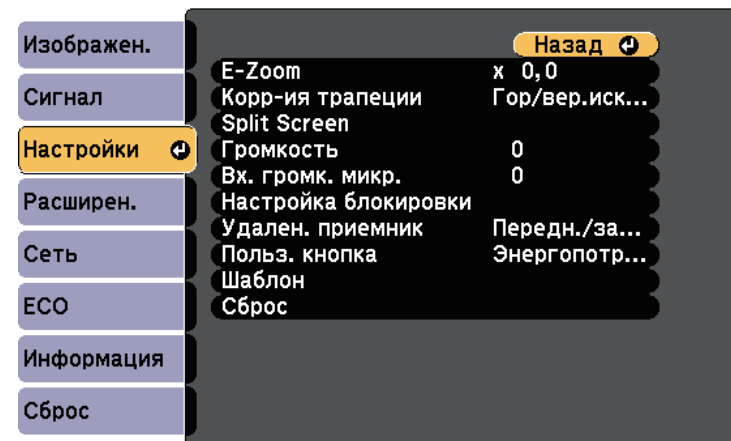 Изображен.
Сигнал
Настройки
Расширен.
Сеть
ECO
Информация
Сброс
Назад
E-Zoom x 0,0
Корр-ия трапеции Гор/вер.иск...
Split Screen
Громкость 0
Вх. громк. микр. 0
Настройка блокировки
Удален. приемник Передн./за...
Польз. кнопка Энергопотр...
Шаблон
Сброс